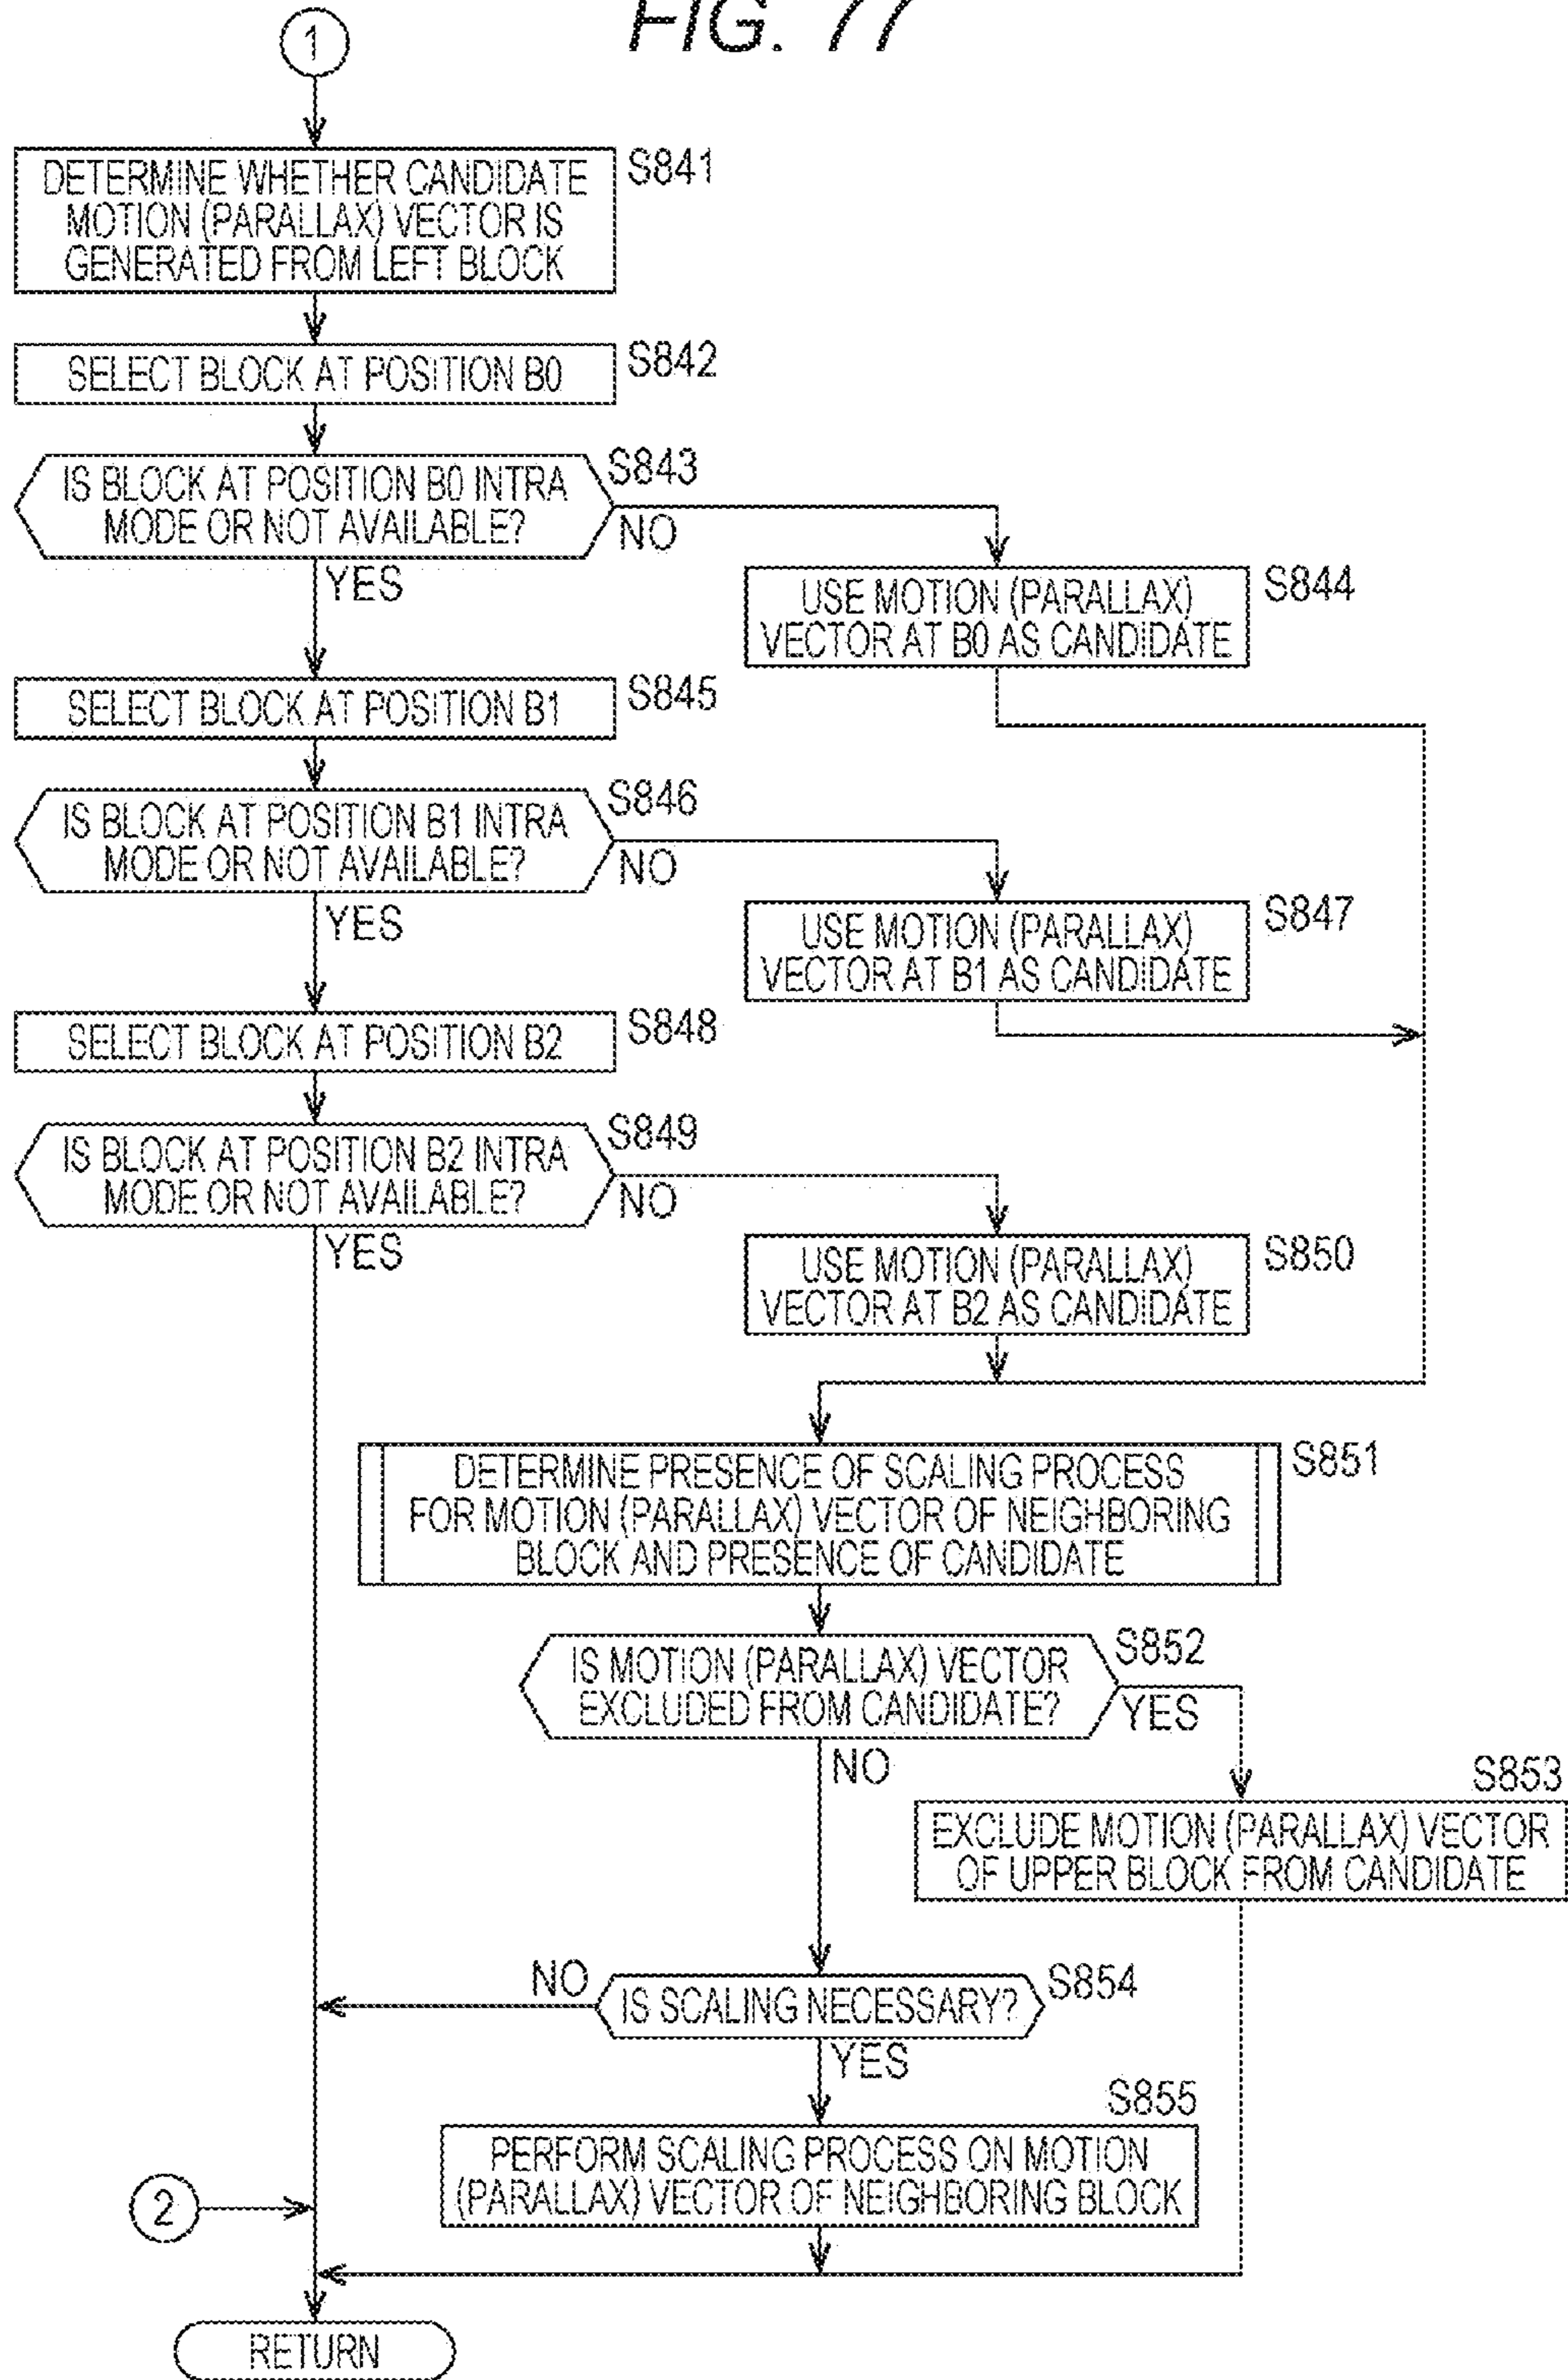 FIG. 77
1
DETERMINE WHETHER CANDIDATE
MOTION (PARALLAX) VECTOR IS
GENERATED FROM LEFT BLOCK
S841
SELECT BLOCK AT POSITION B0
S842
IS BLOCK AT POSITION B0 INTRA
MODE OR NOT AVAILABLE?
S843
NO
YES
USE MOTION (PARALLAX)
VECTOR AT B0 AS CANDIDATE
S844
SELECT BLOCK AT POSITION B1
S845
IS BLOCK AT POSITION B1 INTRA
MODE OR NOT AVAILABLE?
S846
NO
YES
USE MOTION (PARALLAX)
VECTOR AT B1 AS CANDIDATE
S847
SELECT BLOCK AT POSITION B2
S848
IS BLOCK AT POSITION B2 INTRA
MODE OR NOT AVAILABLE?
S849
NO
YES
USE MOTION (PARALLAX)
VECTOR AT B2 AS CANDIDATE
S850
DETERMINE PRESENCE OF SCALING PROCESS
FOR MOTION (PARALLAX) VECTOR OF NEIGHBORING
BLOCK AND PRESENCE OF CANDIDATE
S851
IS MOTION (PARALLAX) VECTOR
EXCLUDED FROM CANDIDATE?
S852
YES
NO
S853
EXCLUDE MOTION (PARALLAX) VECTOR
OF UPPER BLOCK FROM CANDIDATE
NO
IS SCALING NECESSARY?
S854
YES
S855
PERFORM SCALING PROCESS ON MOTION
(PARALLAX) VECTOR OF NEIGHBORING BLOCK
2
RETURN